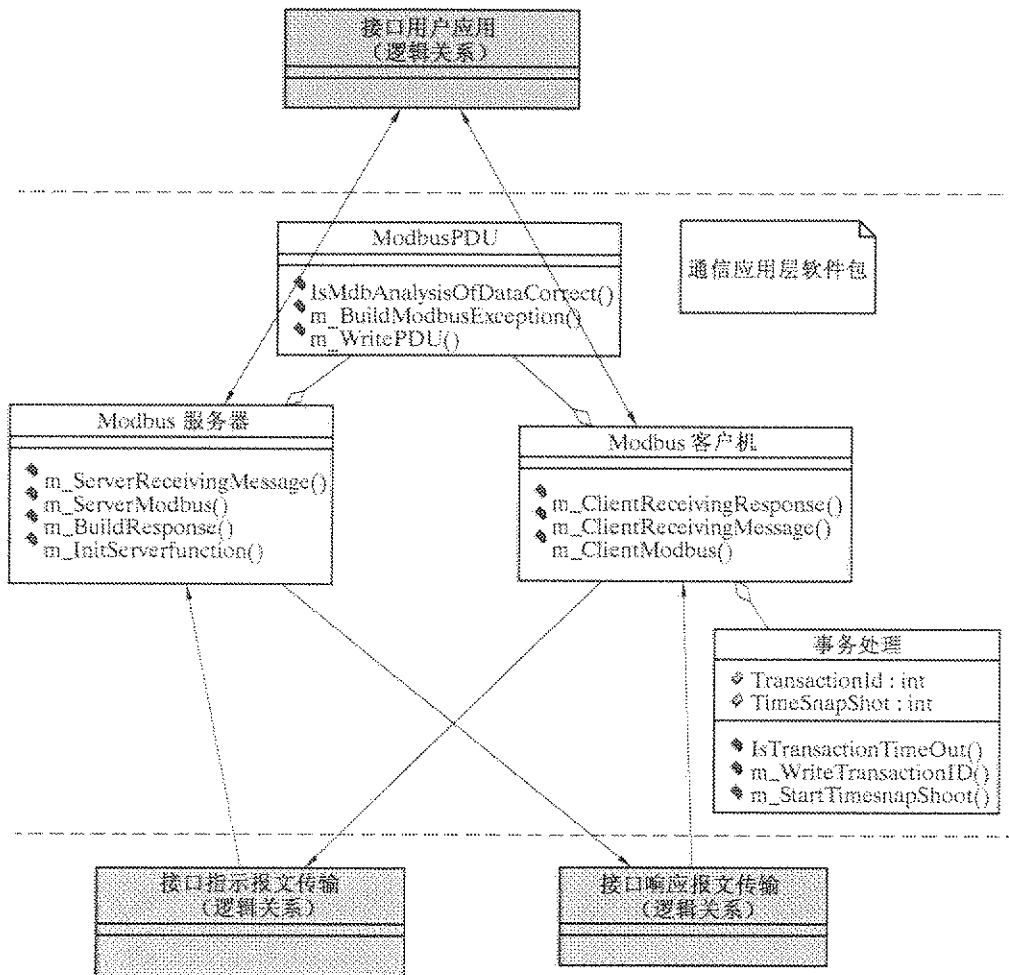 接口用户应用
（逻辑关系）
ModbusPDU
IsMdbAnalysisOfDataCorrect()
m_BuildModbusException()
m_WritePDU()
通信应用层软件包
Modbus 服务器
m_ServerReceivingMessage()
m_ServerModbus()
m_BuildResponse()
m_InitServerfunction()
Modbus 客户机
m_ClientReceivingResponse()
m_ClientReceivingMessage()
m_ClientModbus()
事务处理
TransactionId : int
TimeSnapShot : int
IsTransactionTimeOut()
m_WriteTransactionID()
m_StartTimesnapShoot()
接口指示报文传输
（逻辑关系）
接口响应报文传输
（逻辑关系）